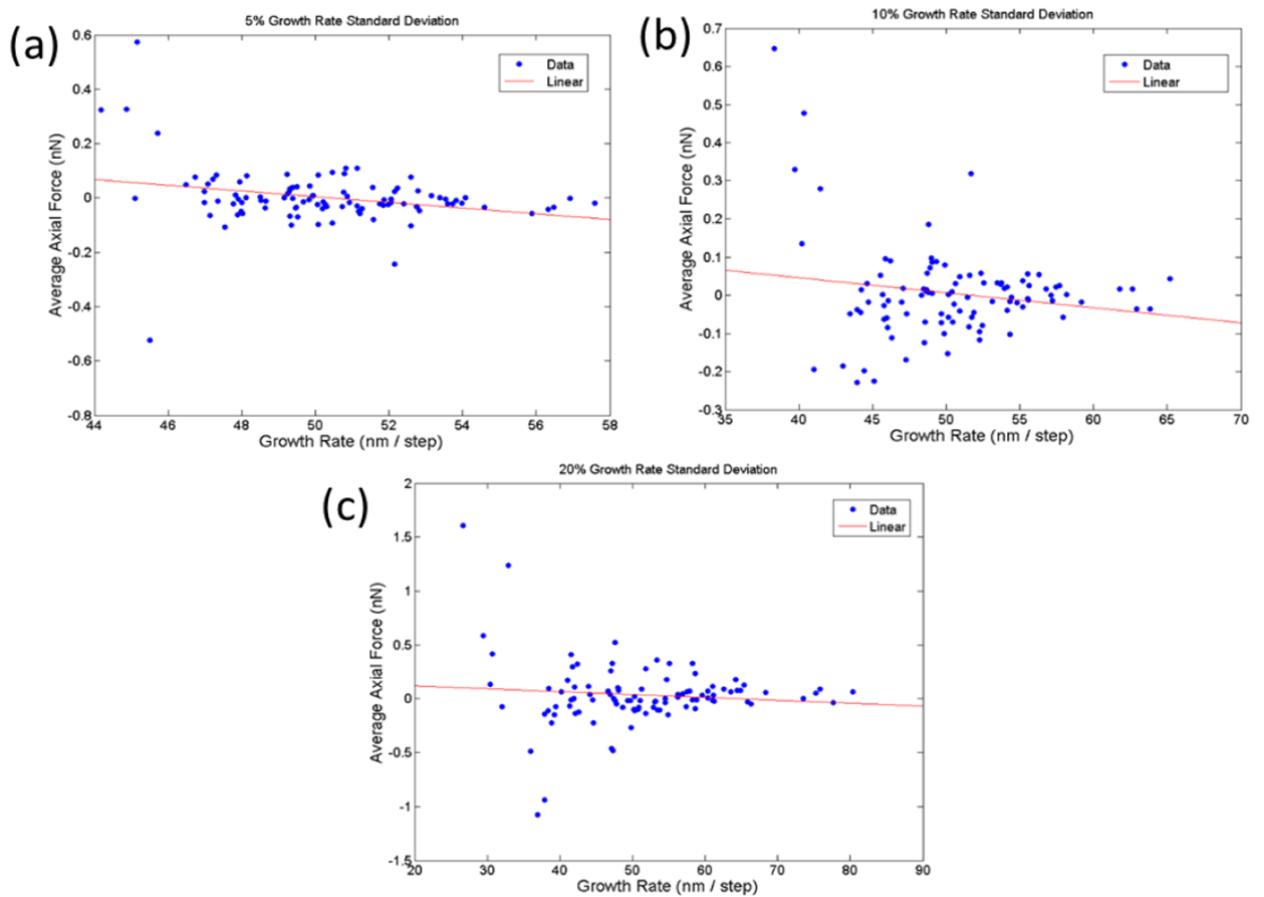 (a)
5% Growth Rate Standard Deviation
0.6
0.4
0.2
0
-0.2
-0.4
-0.6
-0.8
Average Axial Force (nN)
Data
Linear
44 46 48 50 52 54 56 58
Growth Rate (nm / step)
(b)
10% Growth Rate Standard Deviation
0.7
0.6
0.5
0.4
0.3
0.2
0.1
0
-0.1
-0.2
-0.3
Average Axial Force (nN)
Data
Linear
35 40 45 50 55 60 65 70
Growth Rate (nm / step)
(c)
20% Growth Rate Standard Deviation
2
1.5
1
0.5
0
-0.5
-1
-1.5
Average Axial Force (nN)
Data
Linear
20 30 40 50 60 70 80 90
Growth Rate (nm / step)